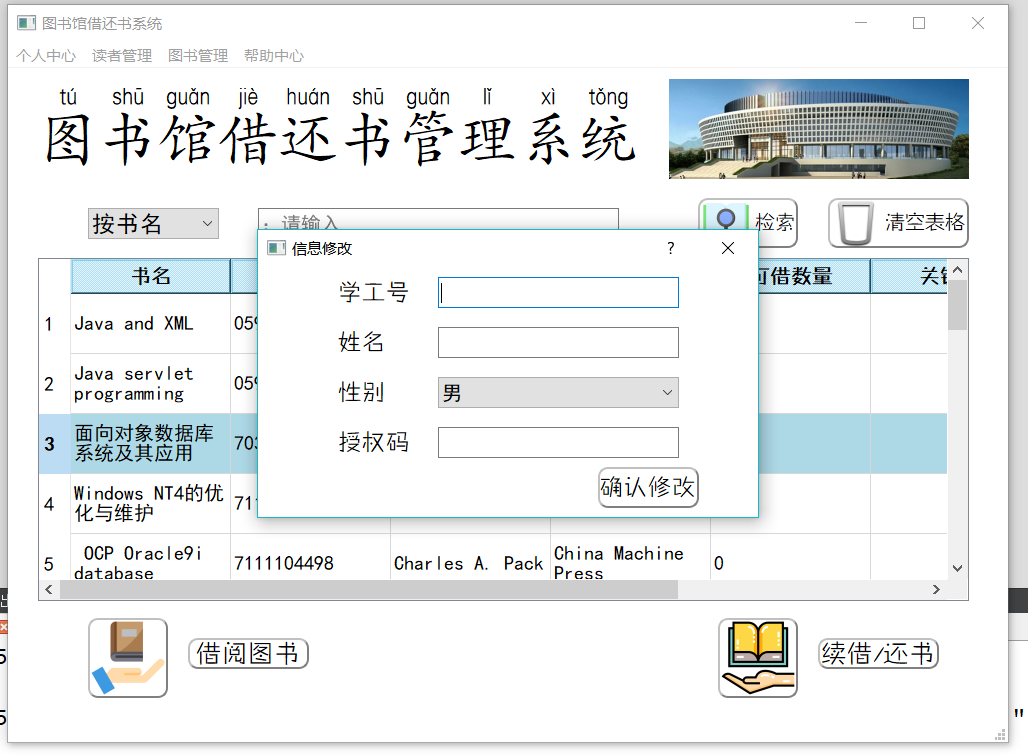 图书馆借还书系统
个人中心 读者管理 图书管理 帮助中心
tú shū guǎn jiè huán shū guǎn lǐ xì tǒng
图书馆借还书管理系统
按书名
请输入
检索
清空表格
书名
可借数量
1 Java and XML
2 Java servlet
programming
3 面向对象数据库
系统及其应用 703
4 Windows NT4的优
化与维护
5 OCP Oracle9i
database
7111104498
Charles A. Pack
China Machine
Press
0
信息修改
?
学工号
姓名
性别 男
授权码
确认修改
借阅图书
续借/还书